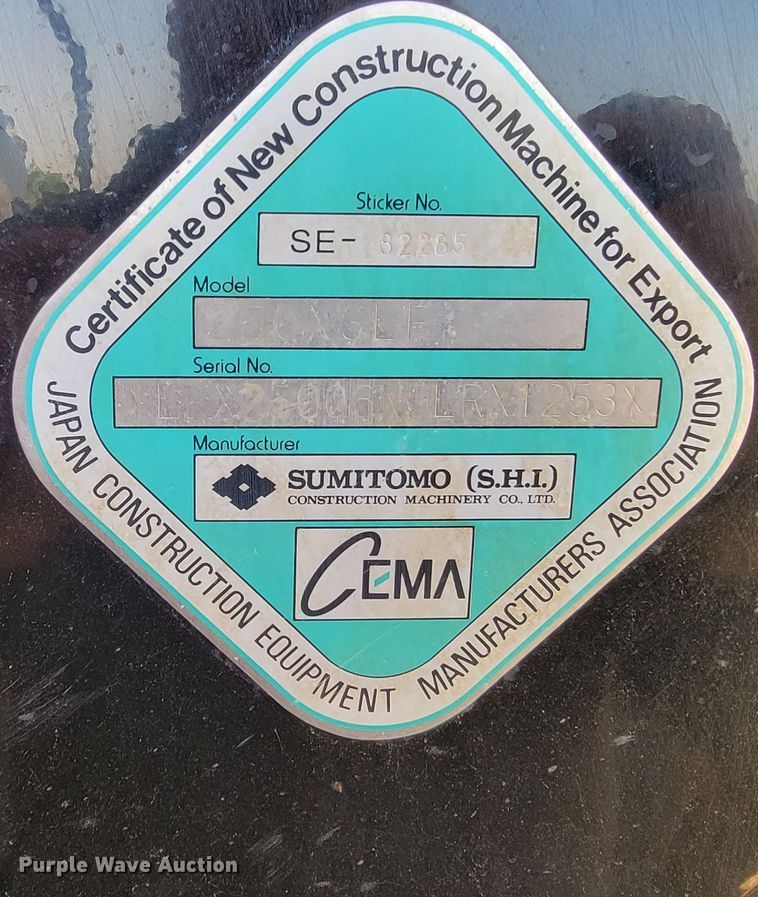 Certificate of New Construction Machine for Export
Sticker No.
SE- 82285
Model
Serial No.
Manufacturer
SUMITOMO (S.H.I.)
CONSTRUCTION MACHINERY CO., LTD.
CEMA
JAPAN CONSTRUCTION EQUIPMENT MANUFACTURERS ASSOCIATION
Purple Wave Auction